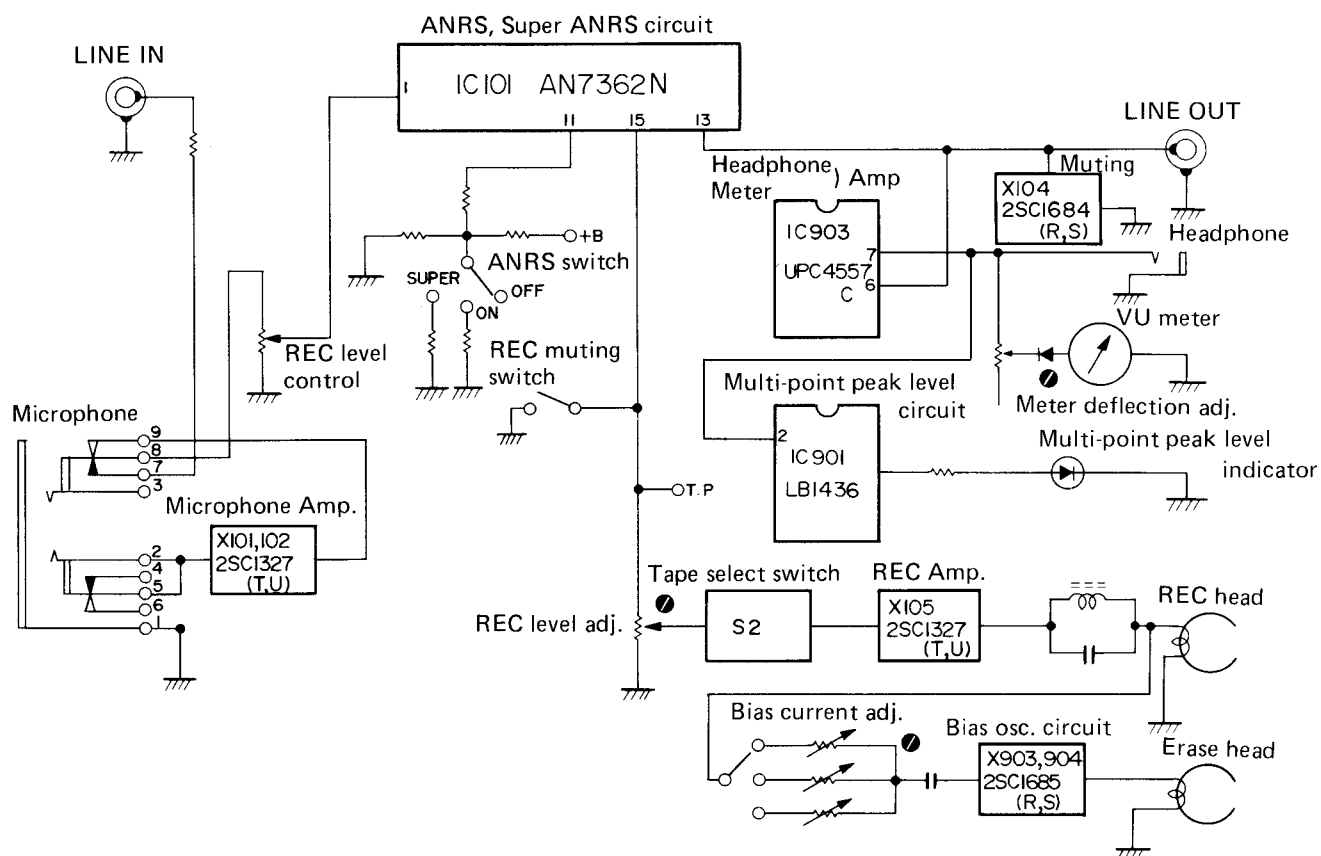 ANRS, Super ANRS circuit
LINE IN
1
IC101 AN7362N
11
15
13
LINE OUT
Headphone
Meter
) Amp
Muting
X104
2SC1684
(R,S)
IC903
UPC4557
C
7
6
Headphone
+B
ANRS switch
SUPER
OFF
ON
VU meter
REC level
control
REC muting
switch
Multi-point peak level
circuit
Meter deflection adj.
Microphone
9
8
7
3
2
IC901
LB1436
Multi-point peak level
indicator
T.P
Microphone Amp.
X101,102
2SC1327
(T,U)
2
4
5
6
1
Tape select switch
REC Amp.
REC head
REC level adj.
S2
X105
2SC1327
(T,U)
Bias current adj.
Bias osc. circuit
Erase head
X903,904
2SC1685
(R,S)